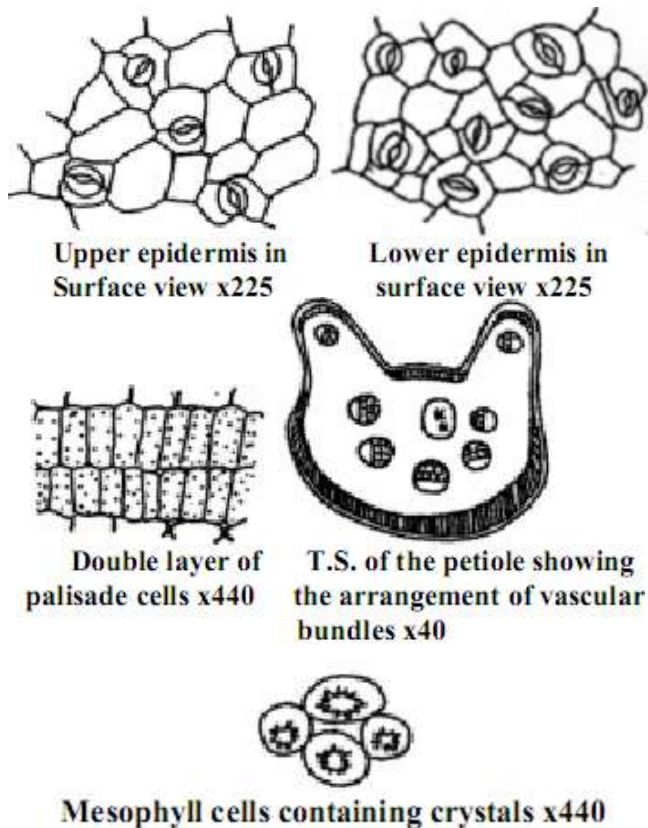 Upper epidermis in
Surface view x225
Lower epidermis in
surface view x225
Double layer of
palisade cells x440
T.S. of the petiole showing
the arrangement of vascular
bundles x40
Mesophyll cells containing crystals x440